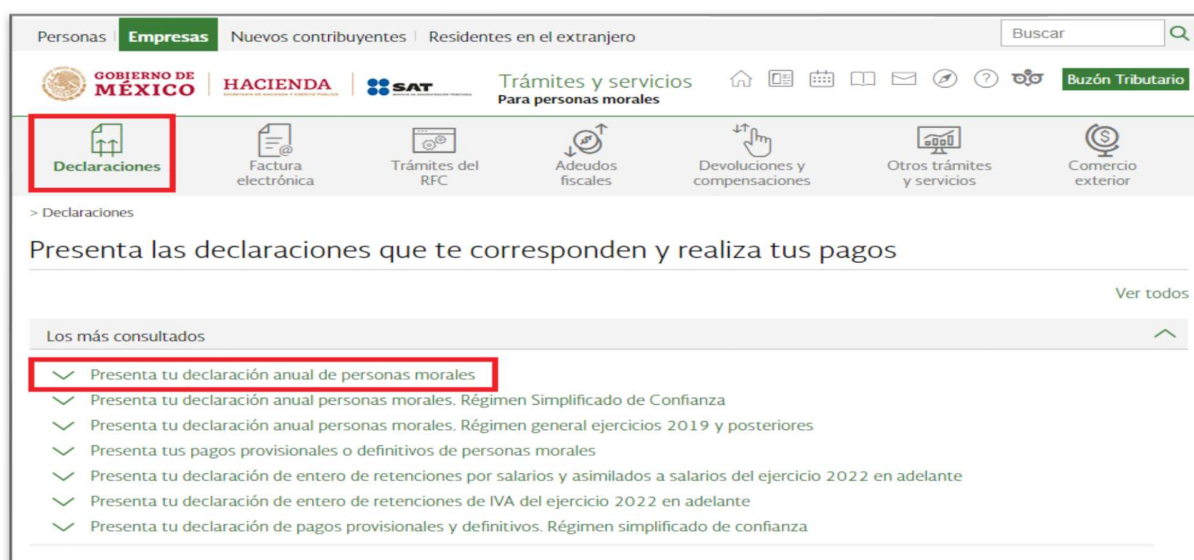 Personas Empresas Nuevos contribuyentes Residentes en el extranjero Buscar
GOBIERNO DE MÉXICO HACIENDA SAT Trámites y servicios Buzón Tributario
Para personas morales
Declaraciones
Factura electrónica
Trámites del RFC
Adeudos fiscales
Devoluciones y compensaciones
Otros trámites y servicios
Comercio exterior
> Declaraciones
Presenta las declaraciones que te corresponden y realiza tus pagos
Ver todos
Los más consultados
Presenta tu declaración anual de personas morales
Presenta tu declaración anual personas morales. Régimen Simplificado de Confianza
Presenta tu declaración anual personas morales. Régimen general ejercicios 2019 y posteriores
Presenta tus pagos provisionales o definitivos de personas morales
Presenta tu declaración de entero de retenciones por salarios y asimilados a salarios del ejercicio 2022 en adelante
Presenta tu declaración de entero de retenciones de IVA del ejercicio 2022 en adelante
Presenta tu declaración de pagos provisionales y definitivos. Régimen simplificado de confianza